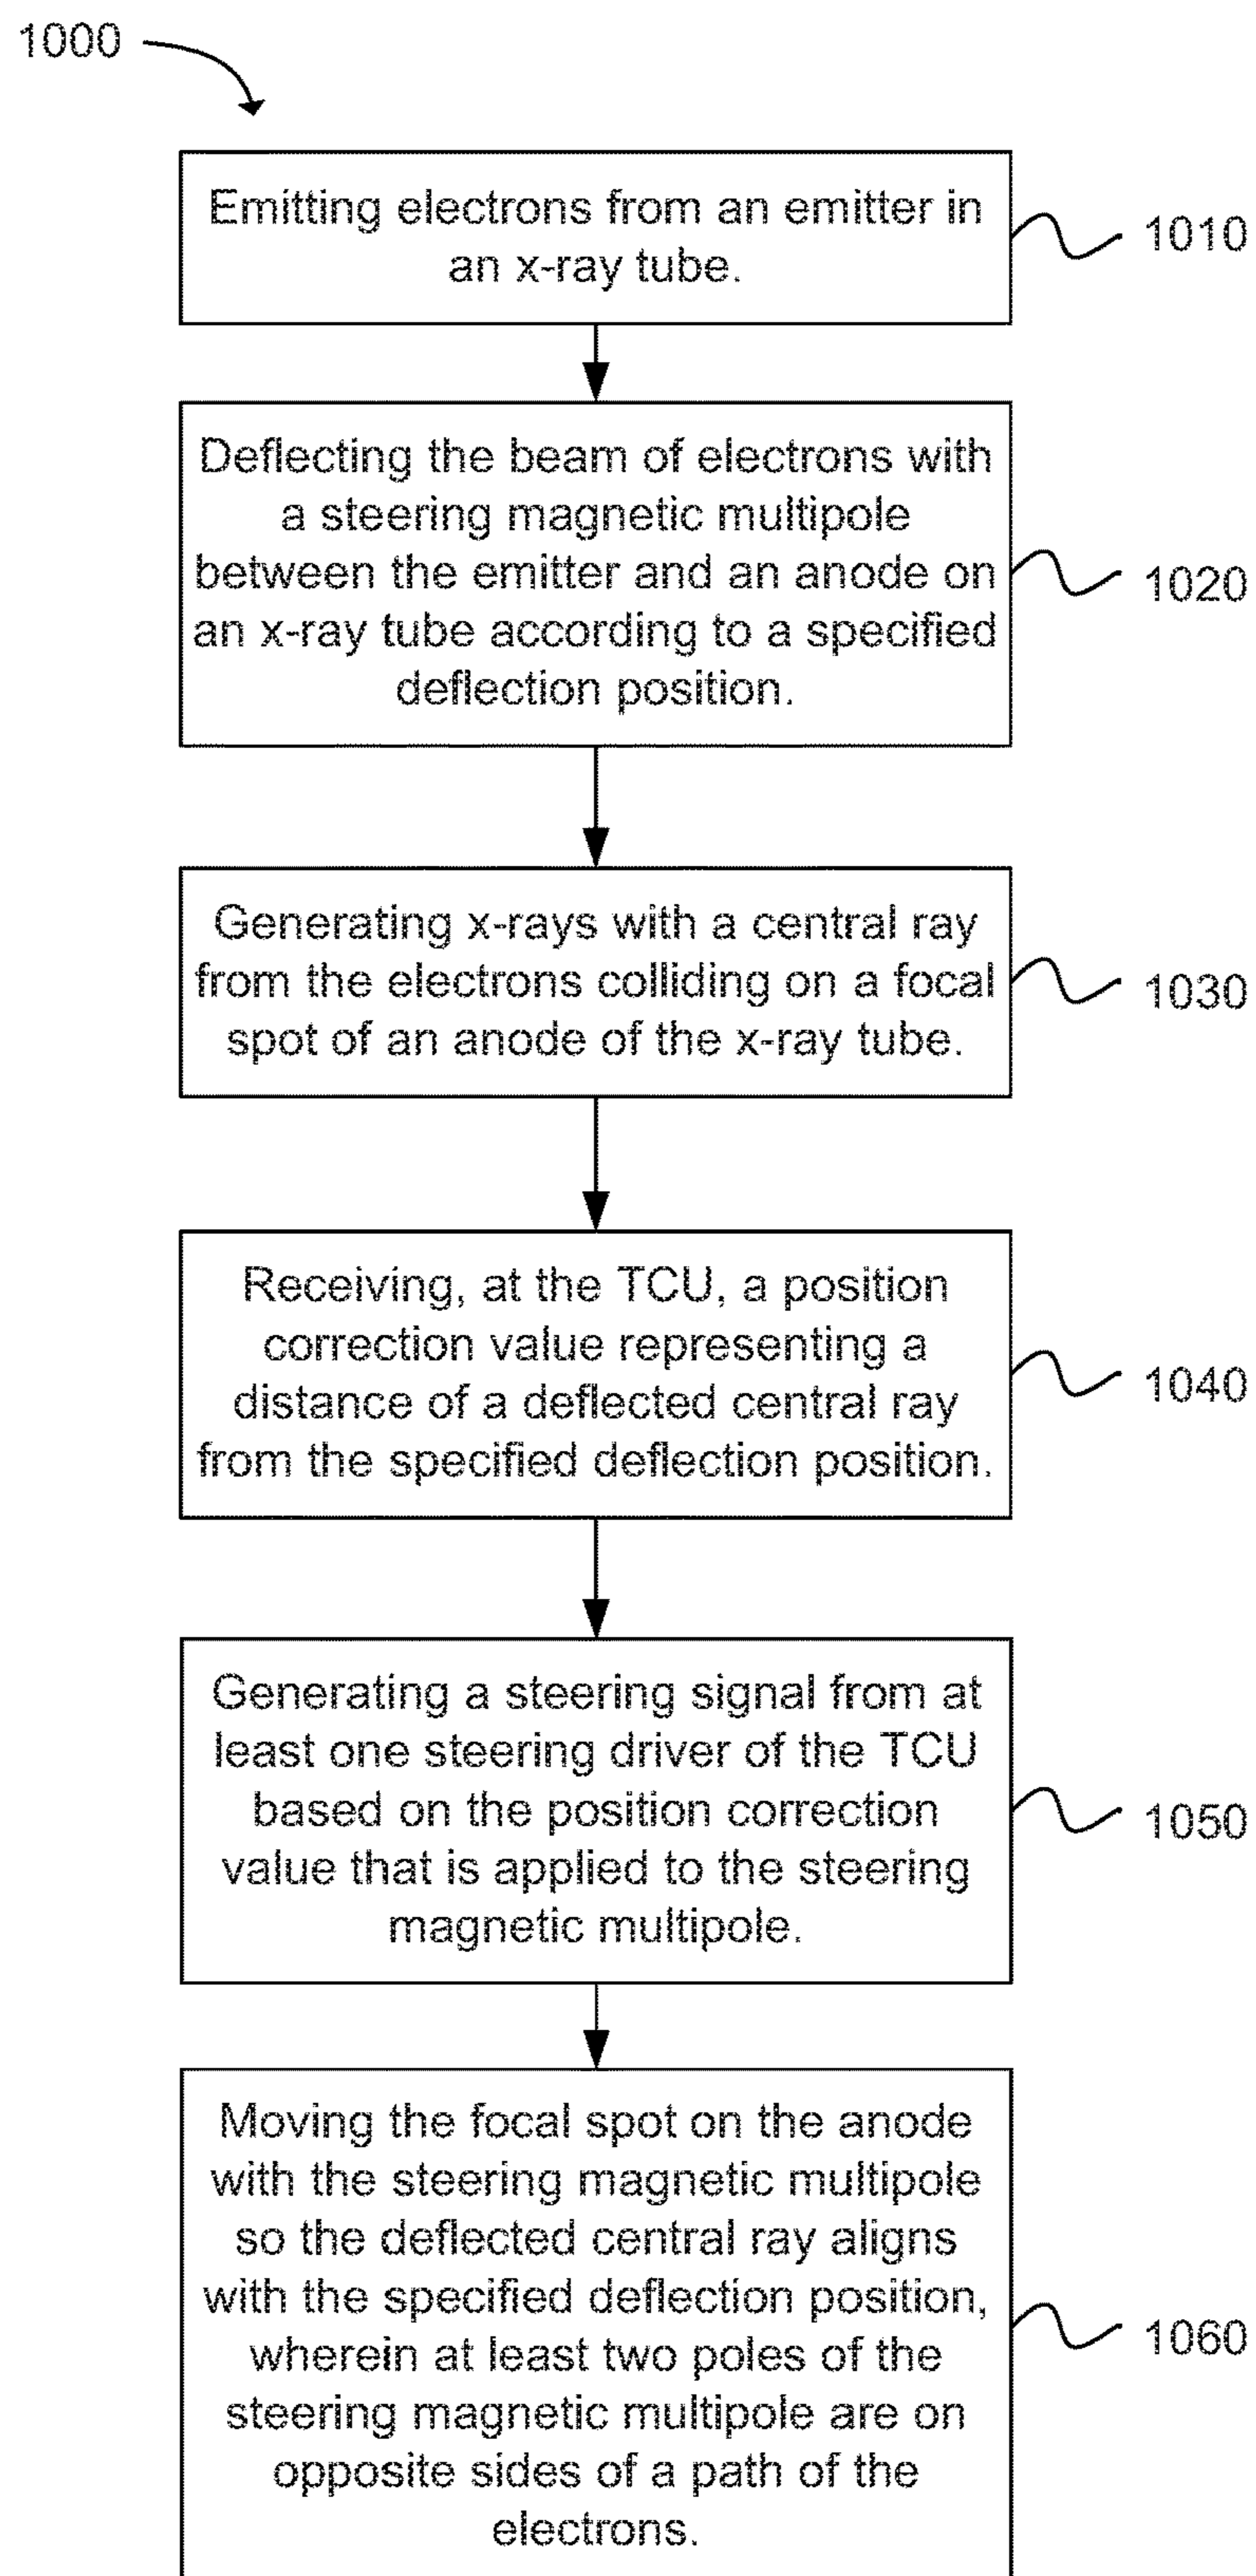 1000
Emitting electrons from an emitter in
an x-ray tube.
1010
Deflecting the beam of electrons with
a steering magnetic multipole
between the emitter and an anode on
an x-ray tube according to a specified
deflection position.
1020
Generating x-rays with a central ray
from the electrons colliding on a focal
spot of an anode of the x-ray tube.
1030
Receiving, at the TCU, a position
correction value representing a
distance of a deflected central ray
from the specified deflection position.
1040
Generating a steering signal from at
least one steering driver of the TCU
based on the position correction
value that is applied to the steering
magnetic multipole.
1050
Moving the focal spot on the anode
with the steering magnetic multipole
so the deflected central ray aligns
with the specified deflection position,
wherein at least two poles of the
steering magnetic multipole are on
opposite sides of a path of the
electrons.
1060